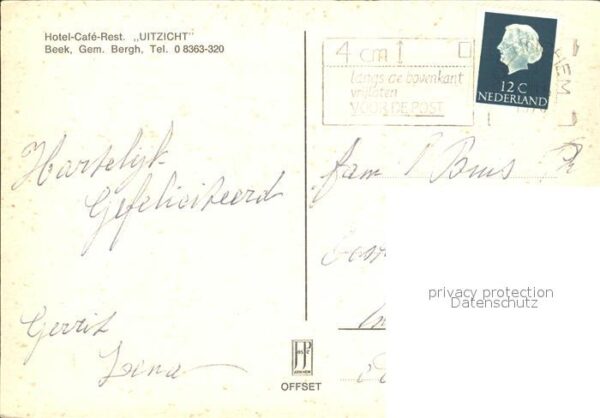 Hotel-Café-Rest. „UITZICHT"
Beek, Gem. Bergh, Tel. 0 8363-320
4 cm
langs de bovenkant
vrijlaten
VOOR DE POST
12 C
NEDERLAND
Hartelijk
Gefeliciteerd
Gerrit
fam
privacy protection
Datenschutz
OFFSET